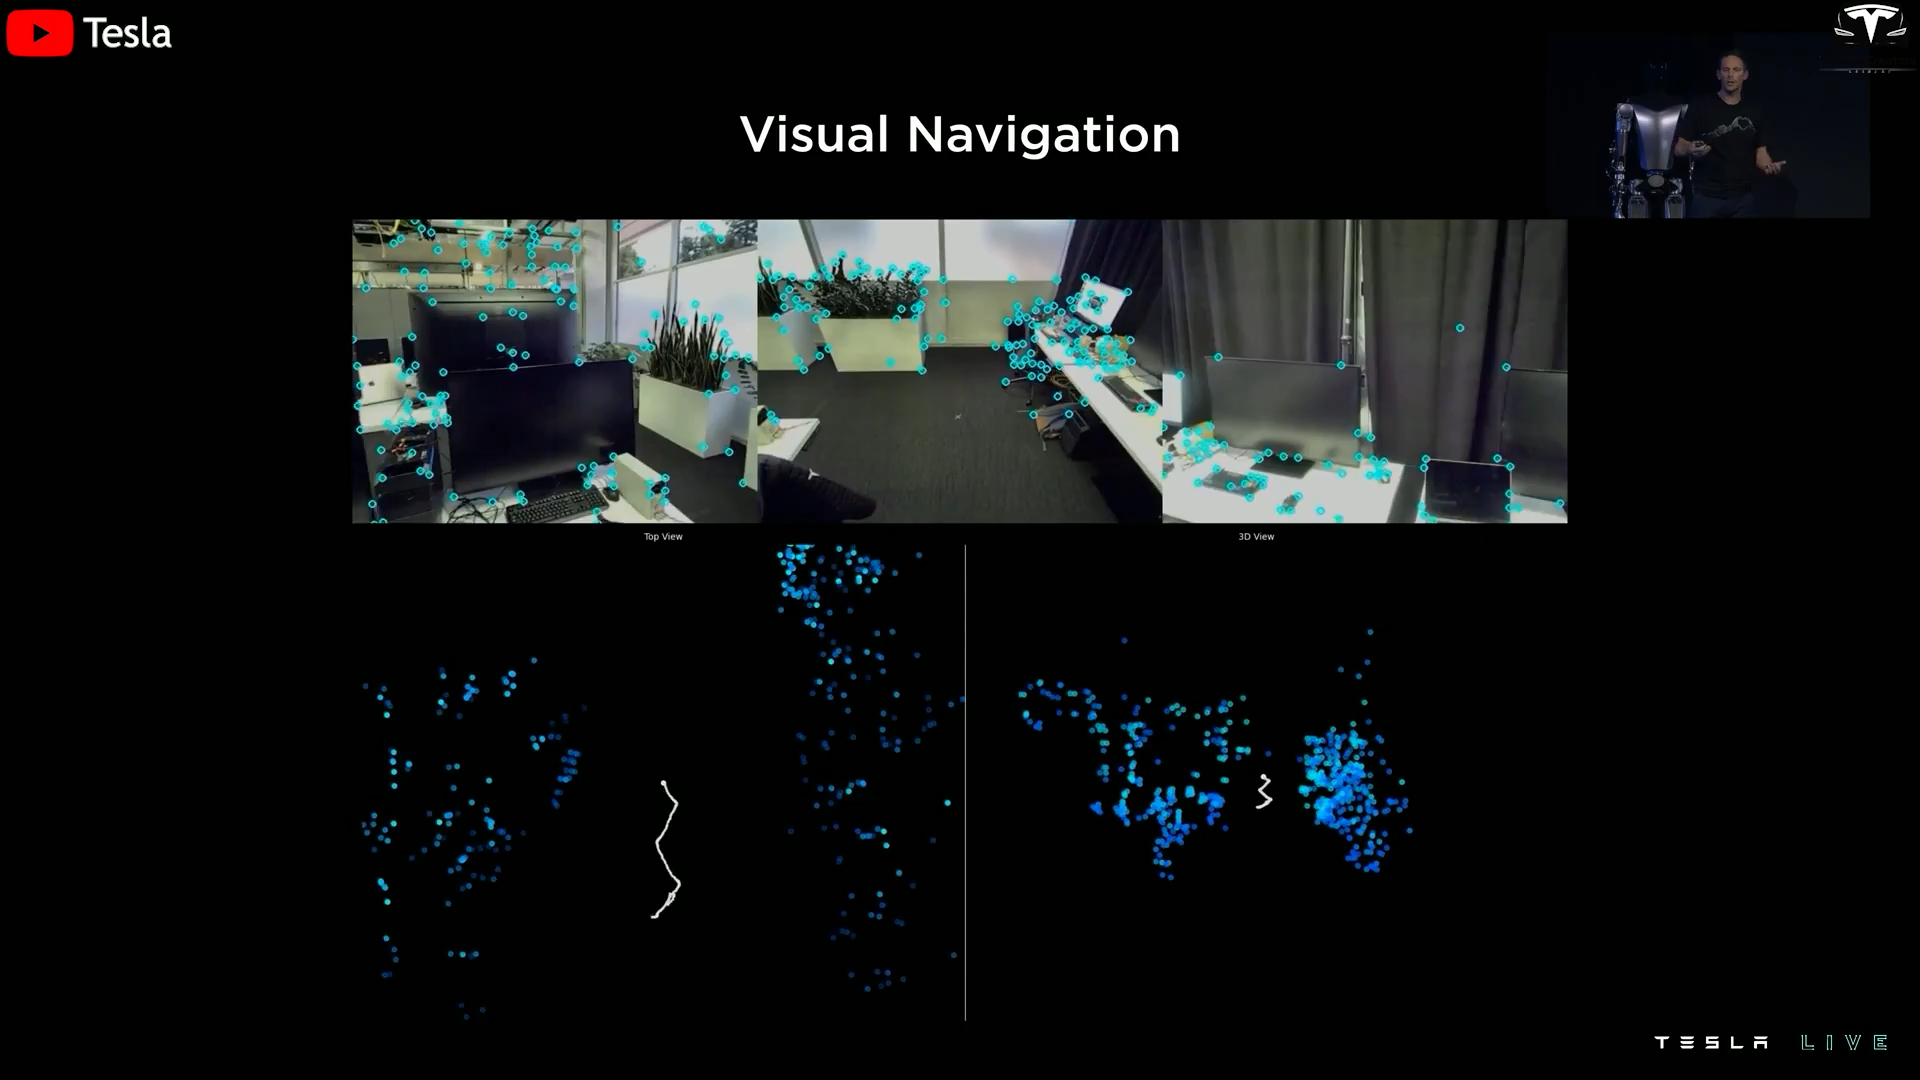 Tesla
Visual Navigation
Top View
3D View
TESLA LIVE